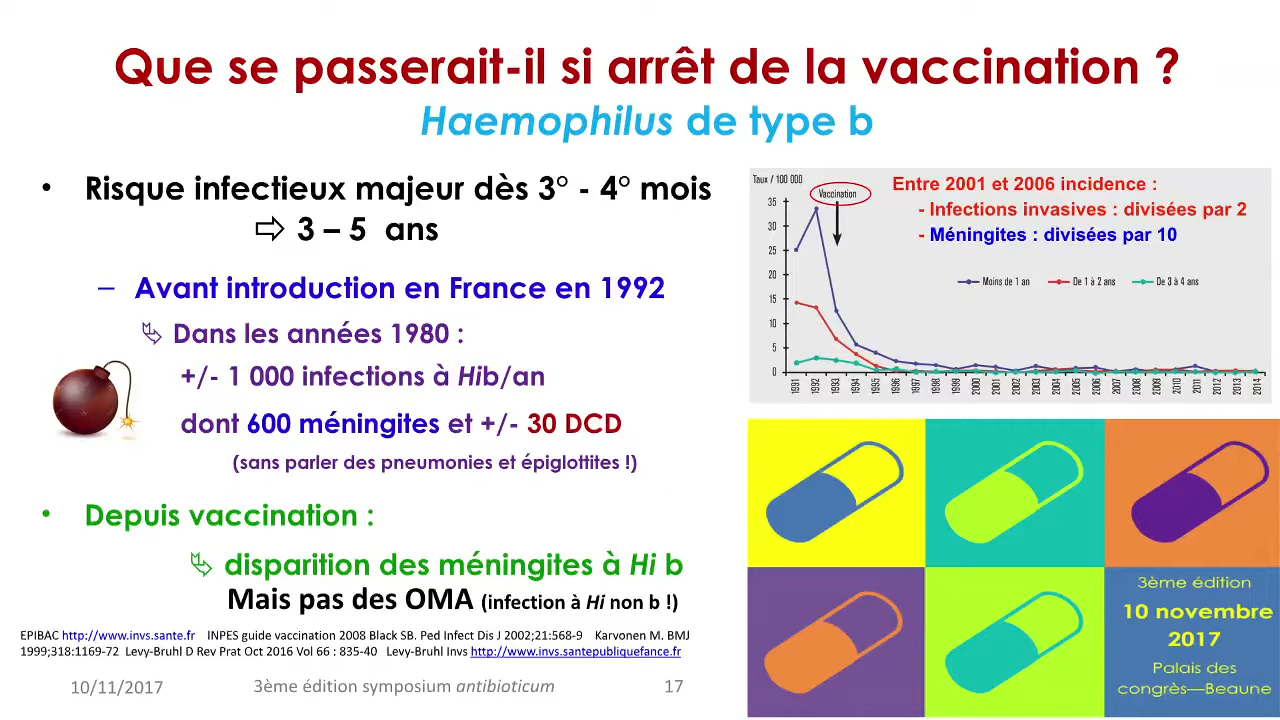 Que se passerait-il si arrêt de la vaccination ?
Haemophilus de type b
• Risque infectieux majeur dès 3° - 4° mois
⇨ 3 – 5 ans
– Avant introduction en France en 1992
Dans les années 1980 :
+/- 1 000 infections à Hib/an
dont 600 méningites et +/- 30 DCD
(sans parler des pneumonies et épiglottites !)
• Depuis vaccination :
disparition des méningites à Hi b
Mais pas des OMA (infection à Hi non b !)
EPIBAC http://www.invs.sante.fr INPES guide vaccination 2008 Black SB. Ped Infect Dis J 2002;21:568-9 Karvonen M. BMJ
1999;318:1169-72 Levy-Bruhl D Rev Prat Oct 2016 Vol 66 : 835-40 Levy-Bruhl Invs http://www.invs.santepubliquefance.fr
10/11/2017 3ème édition symposium antibioticum 17
Taux / 100 000
Vaccination
Entre 2001 et 2006 incidence :
- Infections invasives : divisées par 2
- Méningites : divisées par 10
Moins de 1 an De 1 à 2 ans De 3 à 4 ans
35
30
25
20
15
10
5
0
1991 1992 1993 1994 1995 1996 1997 1998 1999 2000 2001 2002 2003 2004 2005 2006 2007 2008 2009 2010 2011 2012 2013 2014
3ème édition
10 novembre
2017
Palais des
congrès—Beaune